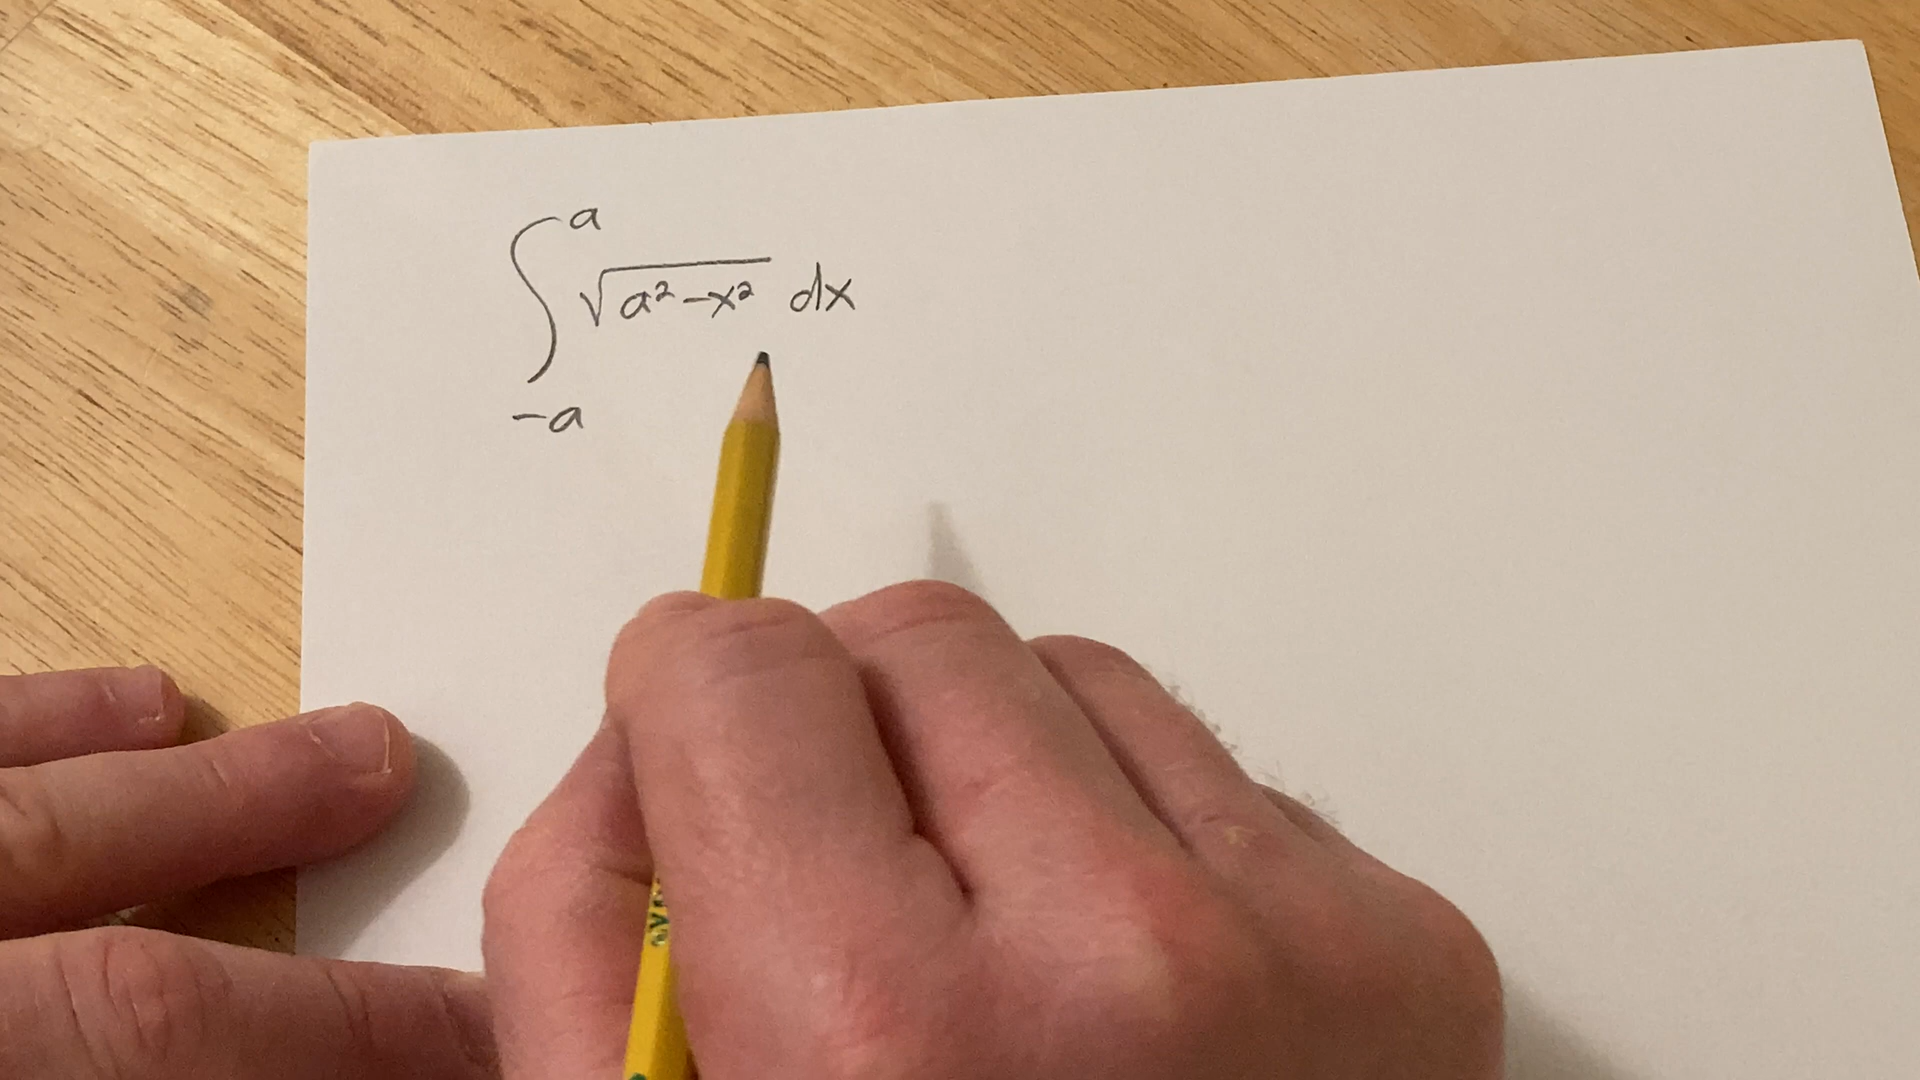 ∫_{-a}^{a} √(a²-x²) dx